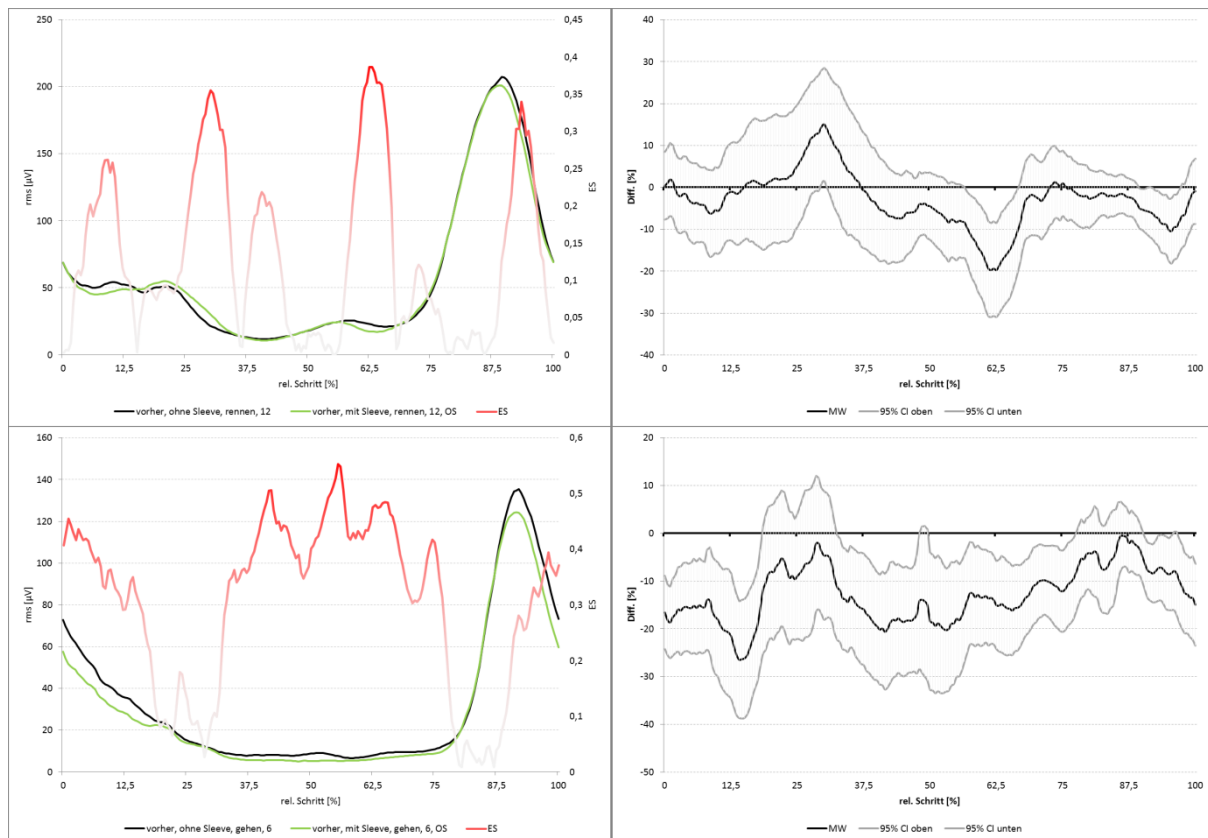 250
200
150
100
50
0
rms [µV]
0,45
0,4
0,35
0,3
0,25
0,2
0,15
0,1
0,05
0
ES
0 12,5 25 37,5 50 62,5 75 87,5 100
rel. Schritt [%]
vorher, ohne Sleeve, rennen, 12 vorher, mit Sleeve, rennen, 12, OS ES
40
30
20
10
0
-10
-20
-30
-40
Diff. [%]
0 12,5 25 37,5 50 62,5 75 87,5 100
rel. Schritt [%]
MW 95% CI oben 95% CI unten
160
140
120
100
80
60
40
20
0
rms [µV]
0,6
0,5
0,4
0,3
0,2
0,1
0
ES
0 12,5 25 37,5 50 62,5 75 87,5 100
rel. Schritt [%]
vorher, ohne Sleeve, gehen, 6 vorher, mit Sleeve, gehen, 6, OS ES
20
10
0
-10
-20
-30
-40
-50
Diff. [%]
0 12,5 25 37,5 50 62,5 75 87,5 100
rel. Schritt [%]
MW 95% CI oben 95% CI unten